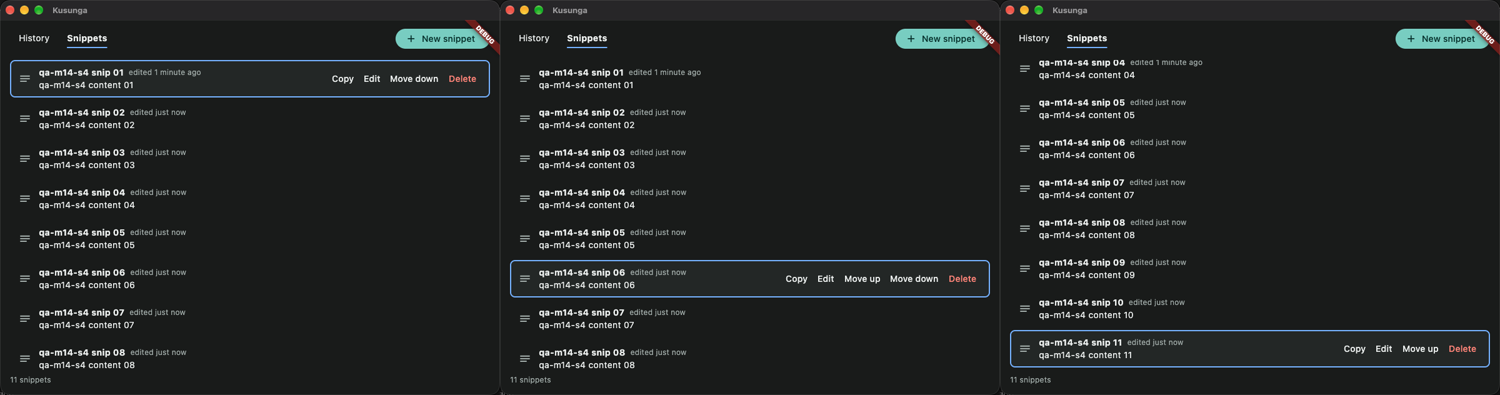 Kusunga
History Snippets + New snippet
DEBUG
qa-m14-s4 snip 01 edited 1 minute ago
qa-m14-s4 content 01
Copy Edit Move down Delete
qa-m14-s4 snip 02 edited just now
qa-m14-s4 content 02
qa-m14-s4 snip 03 edited just now
qa-m14-s4 content 03
qa-m14-s4 snip 04 edited just now
qa-m14-s4 content 04
qa-m14-s4 snip 05 edited just now
qa-m14-s4 content 05
qa-m14-s4 snip 06 edited just now
qa-m14-s4 content 06
qa-m14-s4 snip 07 edited just now
qa-m14-s4 content 07
qa-m14-s4 snip 08 edited just now
qa-m14-s4 content 08
11 snippets
Kusunga
History Snippets + New snippet
DEBUG
qa-m14-s4 snip 01 edited 1 minute ago
qa-m14-s4 content 01
qa-m14-s4 snip 02 edited just now
qa-m14-s4 content 02
qa-m14-s4 snip 03 edited just now
qa-m14-s4 content 03
qa-m14-s4 snip 04 edited just now
qa-m14-s4 content 04
qa-m14-s4 snip 05 edited just now
qa-m14-s4 content 05
qa-m14-s4 snip 06 edited just now
qa-m14-s4 content 06
Copy Edit Move up Move down Delete
qa-m14-s4 snip 07 edited just now
qa-m14-s4 content 07
qa-m14-s4 snip 08 edited just now
qa-m14-s4 content 08
11 snippets
Kusunga
History Snippets + New snippet
DEBUG
qa-m14-s4 snip 04 edited 1 minute ago
qa-m14-s4 content 04
qa-m14-s4 snip 05 edited just now
qa-m14-s4 content 05
qa-m14-s4 snip 06 edited just now
qa-m14-s4 content 06
qa-m14-s4 snip 07 edited just now
qa-m14-s4 content 07
qa-m14-s4 snip 08 edited just now
qa-m14-s4 content 08
qa-m14-s4 snip 09 edited just now
qa-m14-s4 content 09
qa-m14-s4 snip 10 edited just now
qa-m14-s4 content 10
qa-m14-s4 snip 11 edited just now
qa-m14-s4 content 11
Copy Edit Move up Delete
11 snippets